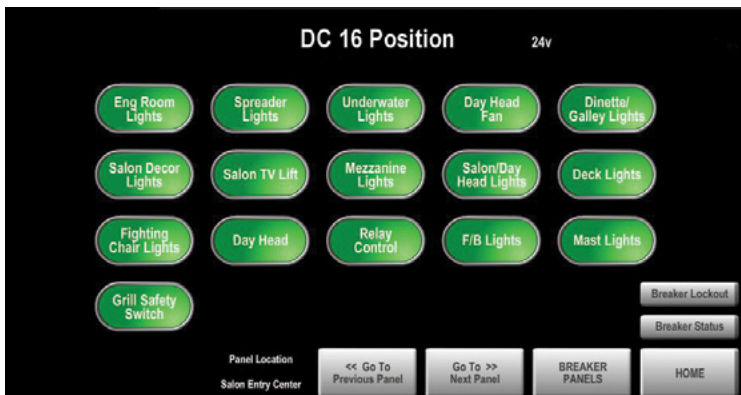 DC 16 Position 24v
Eng Room
Lights
Spreader
Lights
Underwater
Lights
Day Head
Fan
Dinette/
Galley Lights
Salon Decor
Lights
Salon TV Lift
Mezzanine
Lights
Salon/Day
Head Lights
Deck Lights
Fighting
Chair Lights
Day Head
Relay
Control
F/B Lights
Mast Lights
Grill Safety
Switch
Breaker Lockout
Breaker Status
Panel Location
Salon Entry Center
<< Go To
Previous Panel
Go To >>
Next Panel
BREAKER
PANELS
HOME